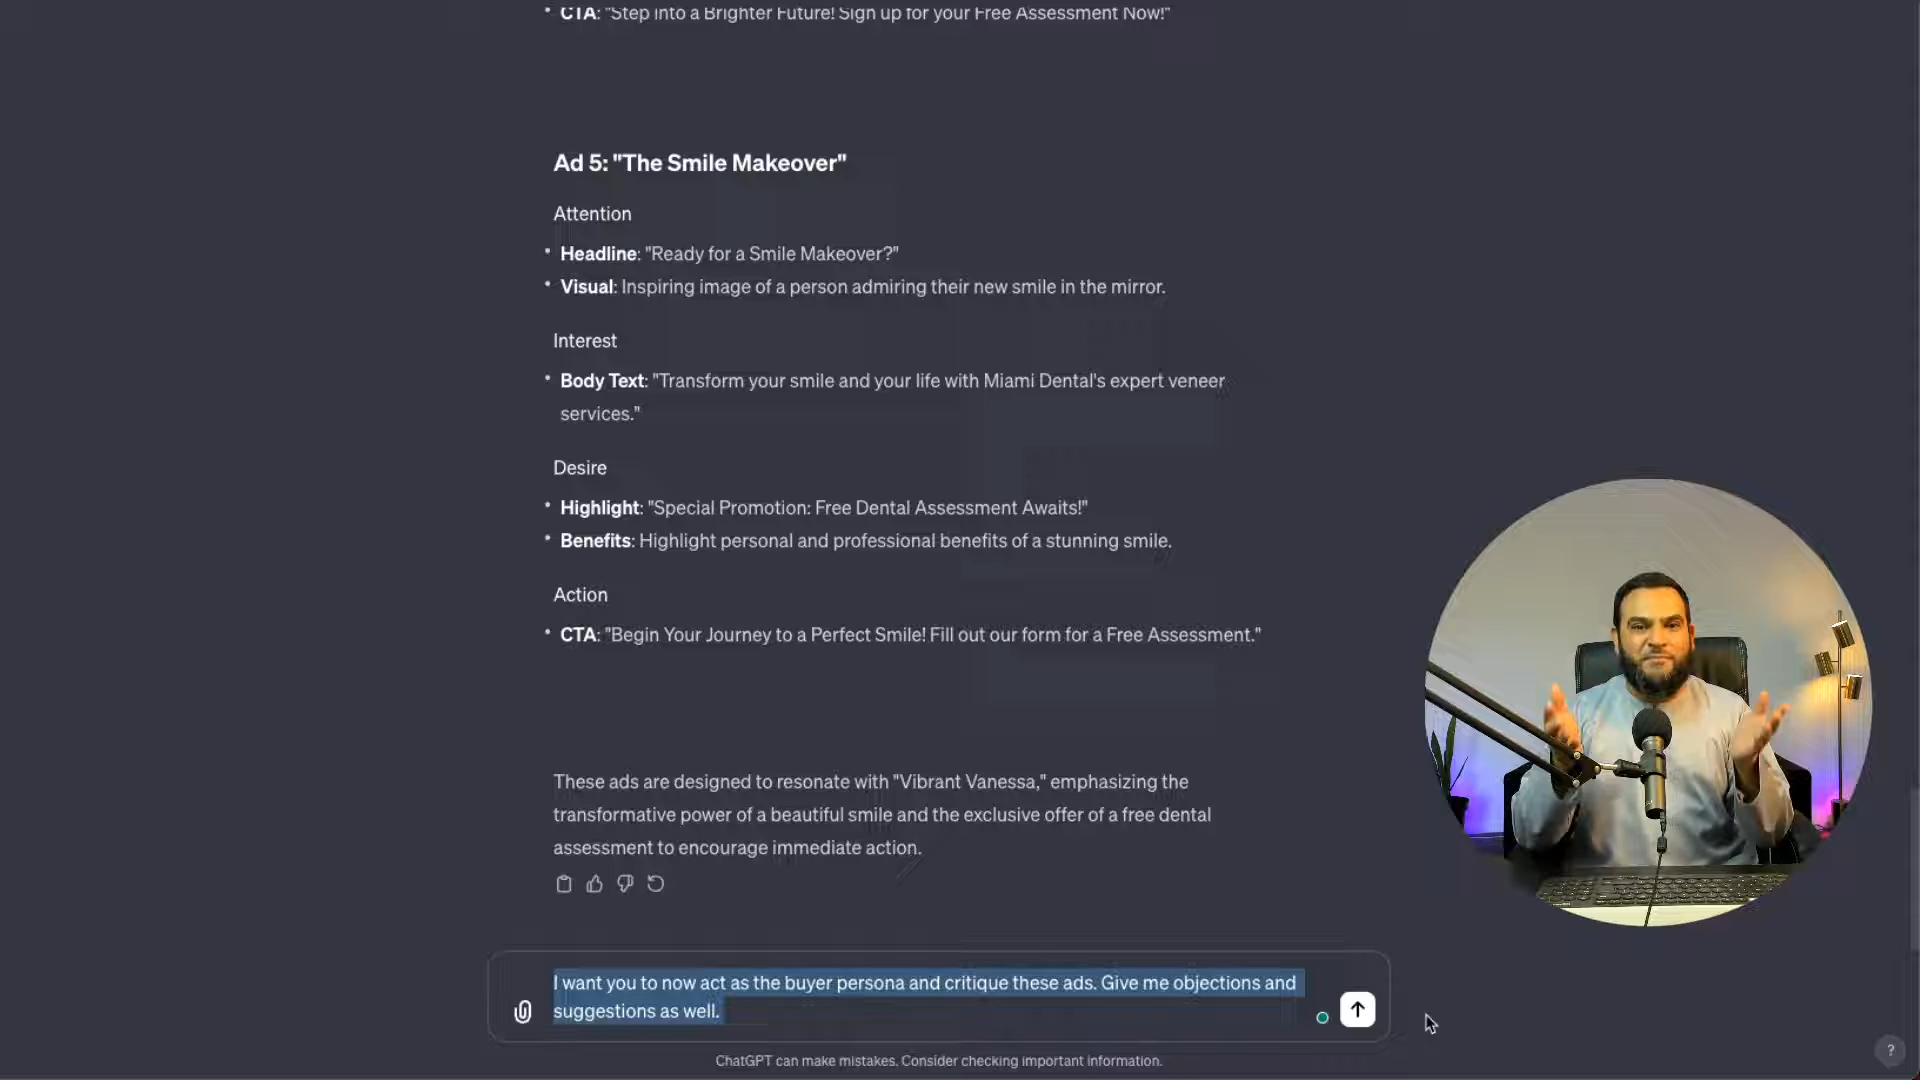 • CTA: "Step into a Brighter Future! Sign up for your Free Assessment Now!"
Ad 5: "The Smile Makeover"
Attention
• Headline: "Ready for a Smile Makeover?"
• Visual: Inspiring image of a person admiring their new smile in the mirror.
Interest
• Body Text: "Transform your smile and your life with Miami Dental's expert veneer
services."
Desire
• Highlight: "Special Promotion: Free Dental Assessment Awaits!"
• Benefits: Highlight personal and professional benefits of a stunning smile.
Action
• CTA: "Begin Your Journey to a Perfect Smile! Fill out our form for a Free Assessment."
These ads are designed to resonate with "Vibrant Vanessa," emphasizing the
transformative power of a beautiful smile and the exclusive offer of a free dental
assessment to encourage immediate action.
I want you to now act as the buyer persona and critique these ads. Give me objections and
suggestions as well.
ChatGPT can make mistakes. Consider checking important information.
?